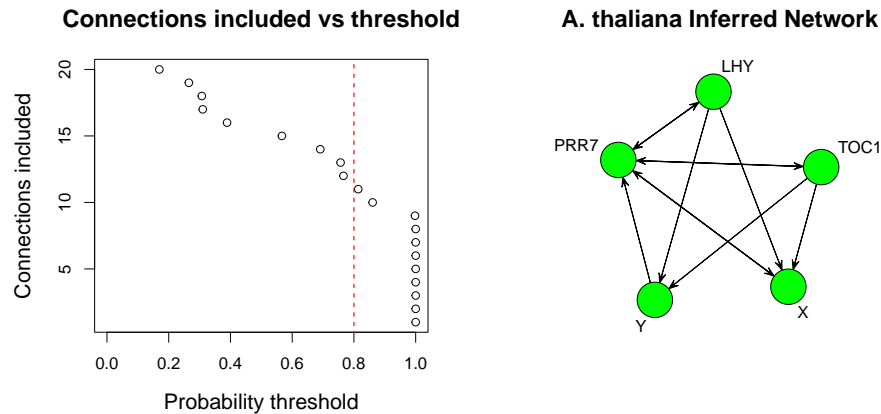 Connections included vs threshold
Connections included
20
15
10
5
0.0 0.2 0.4 0.6 0.8 1.0
Probability threshold
A. thaliana Inferred Network
LHY
PRR7
TOC1
Y
X